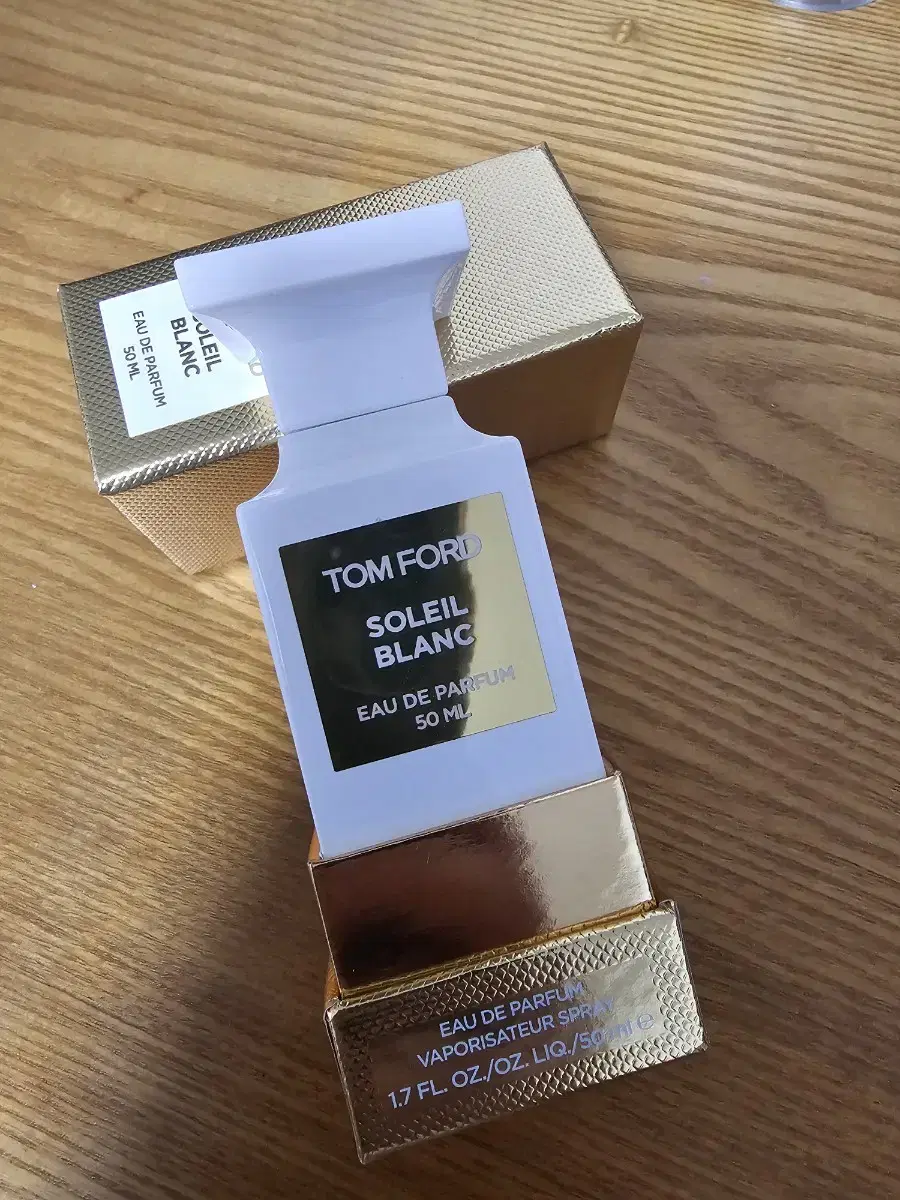 SOLEIL
BLANC
EAU DE PARFUM
50 ML
TOM FORD
SOLEIL
BLANC
EAU DE PARFUM
50 ML
EAU DE PARFUM
VAPORISATEUR SPRAY
1.7 FL. OZ./OZ. LIQ./50 ml ℮